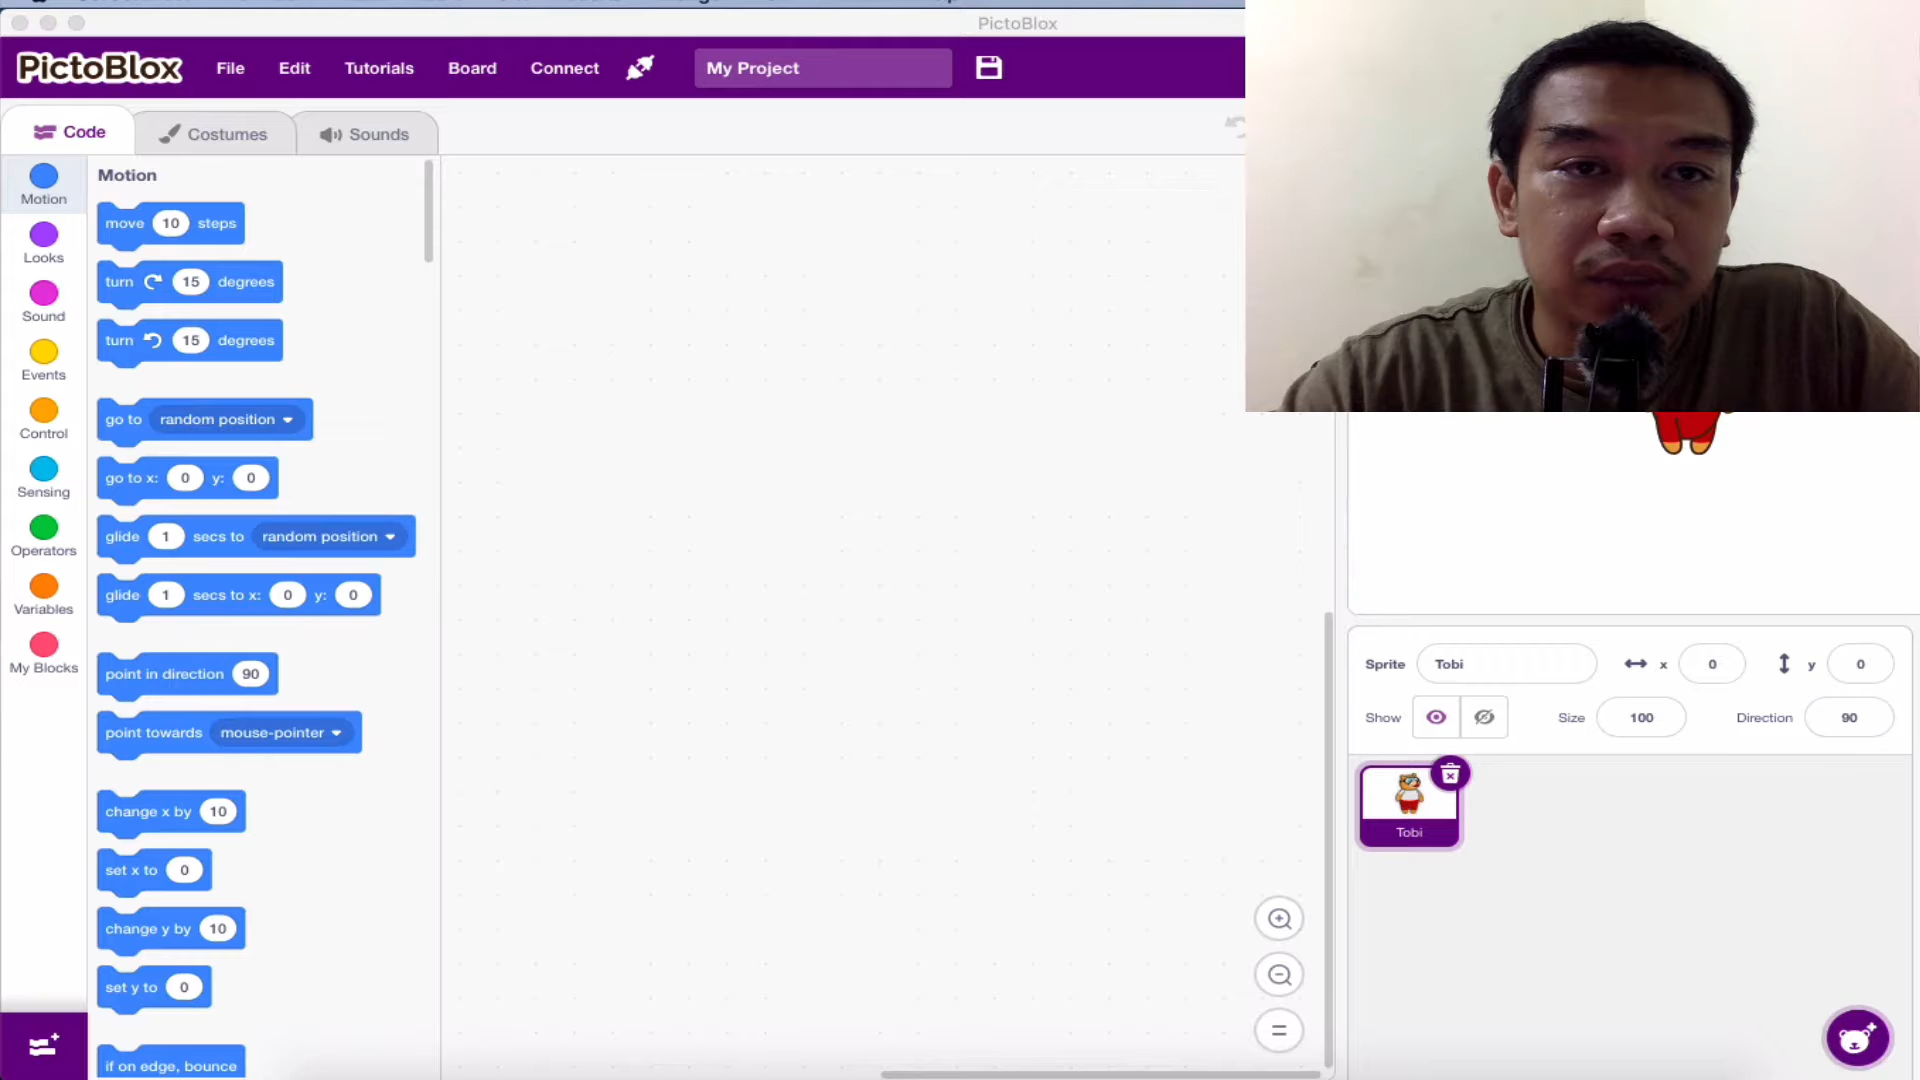 PictoBlox
PictoBlox File Edit Tutorials Board Connect My Project
Code Costumes Sounds
Motion
Looks
Sound
Events
Control
Sensing
Operators
Variables
My Blocks
Motion
move 10 steps
turn 15 degrees
turn 15 degrees
go to random position
go to x: 0 y: 0
glide 1 secs to random position
glide 1 secs to x: 0 y: 0
point in direction 90
point towards mouse-pointer
change x by 10
set x to 0
change y by 10
set y to 0
if on edge, bounce
Sprite Tobi x 0 y 0
Show Size 100 Direction 90
Tobi